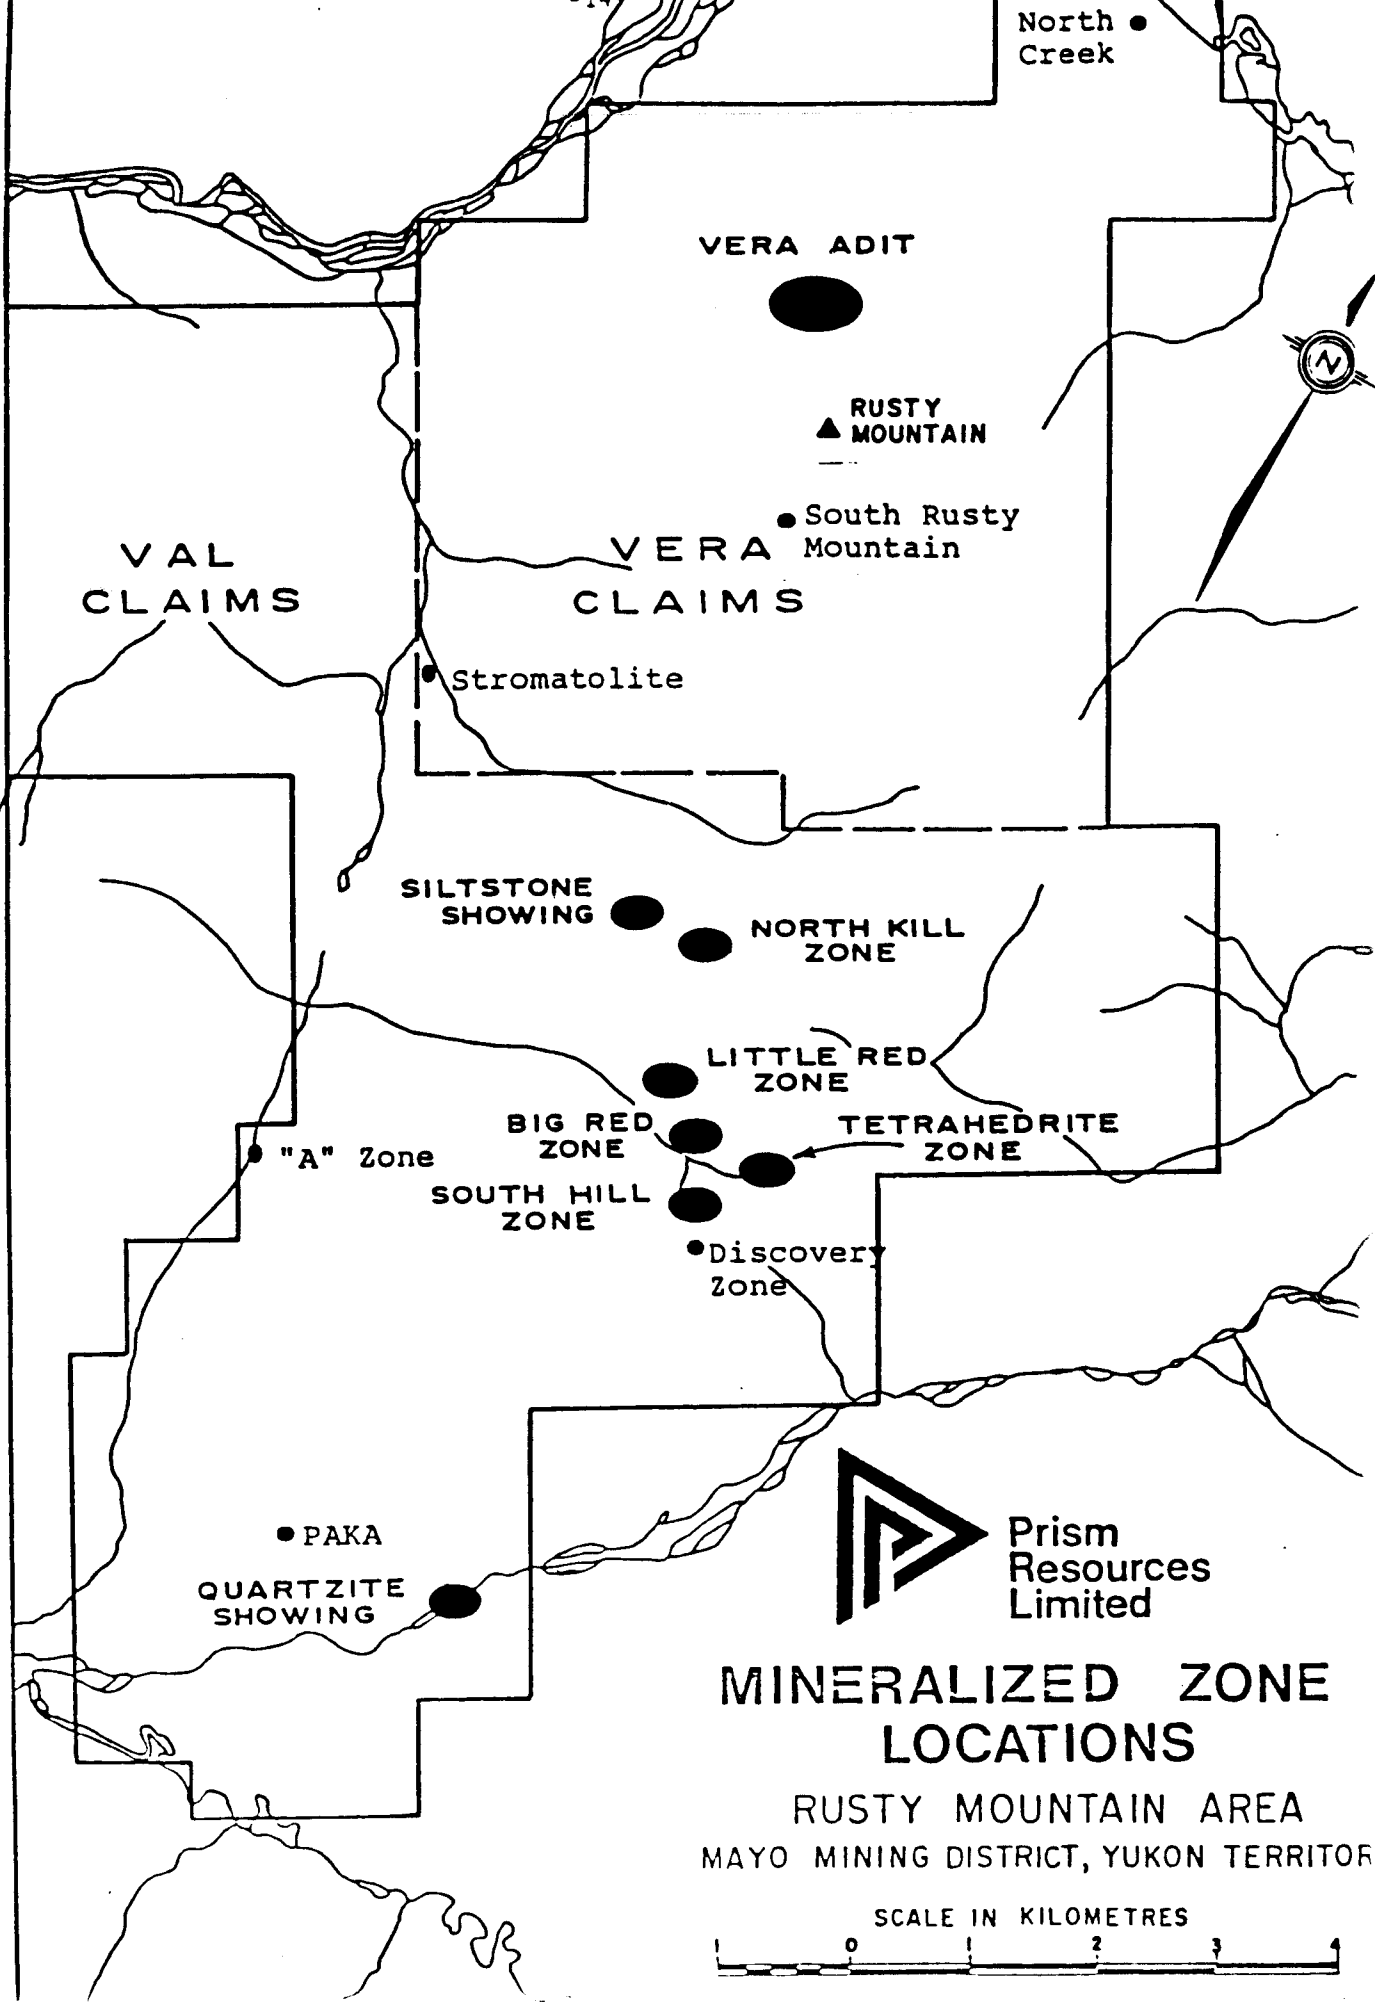 North
Creek
VERA ADIT
RUSTY
MOUNTAIN
N
South Rusty
Mountain
VAL
CLAIMS
VERA
CLAIMS
Stromatolite
SILTSTONE
SHOWING
NORTH KILL
ZONE
LITTLE RED
ZONE
BIG RED
ZONE
TETRAHEDRITE
ZONE
"A" Zone
SOUTH HILL
ZONE
Discovery
Zone
PAKA
QUARTZITE
SHOWING
Prism
Resources
Limited
MINERALIZED ZONE
LOCATIONS
RUSTY MOUNTAIN AREA
MAYO MINING DISTRICT, YUKON TERRITOR
SCALE IN KILOMETRES
1 0 1 2 3 4